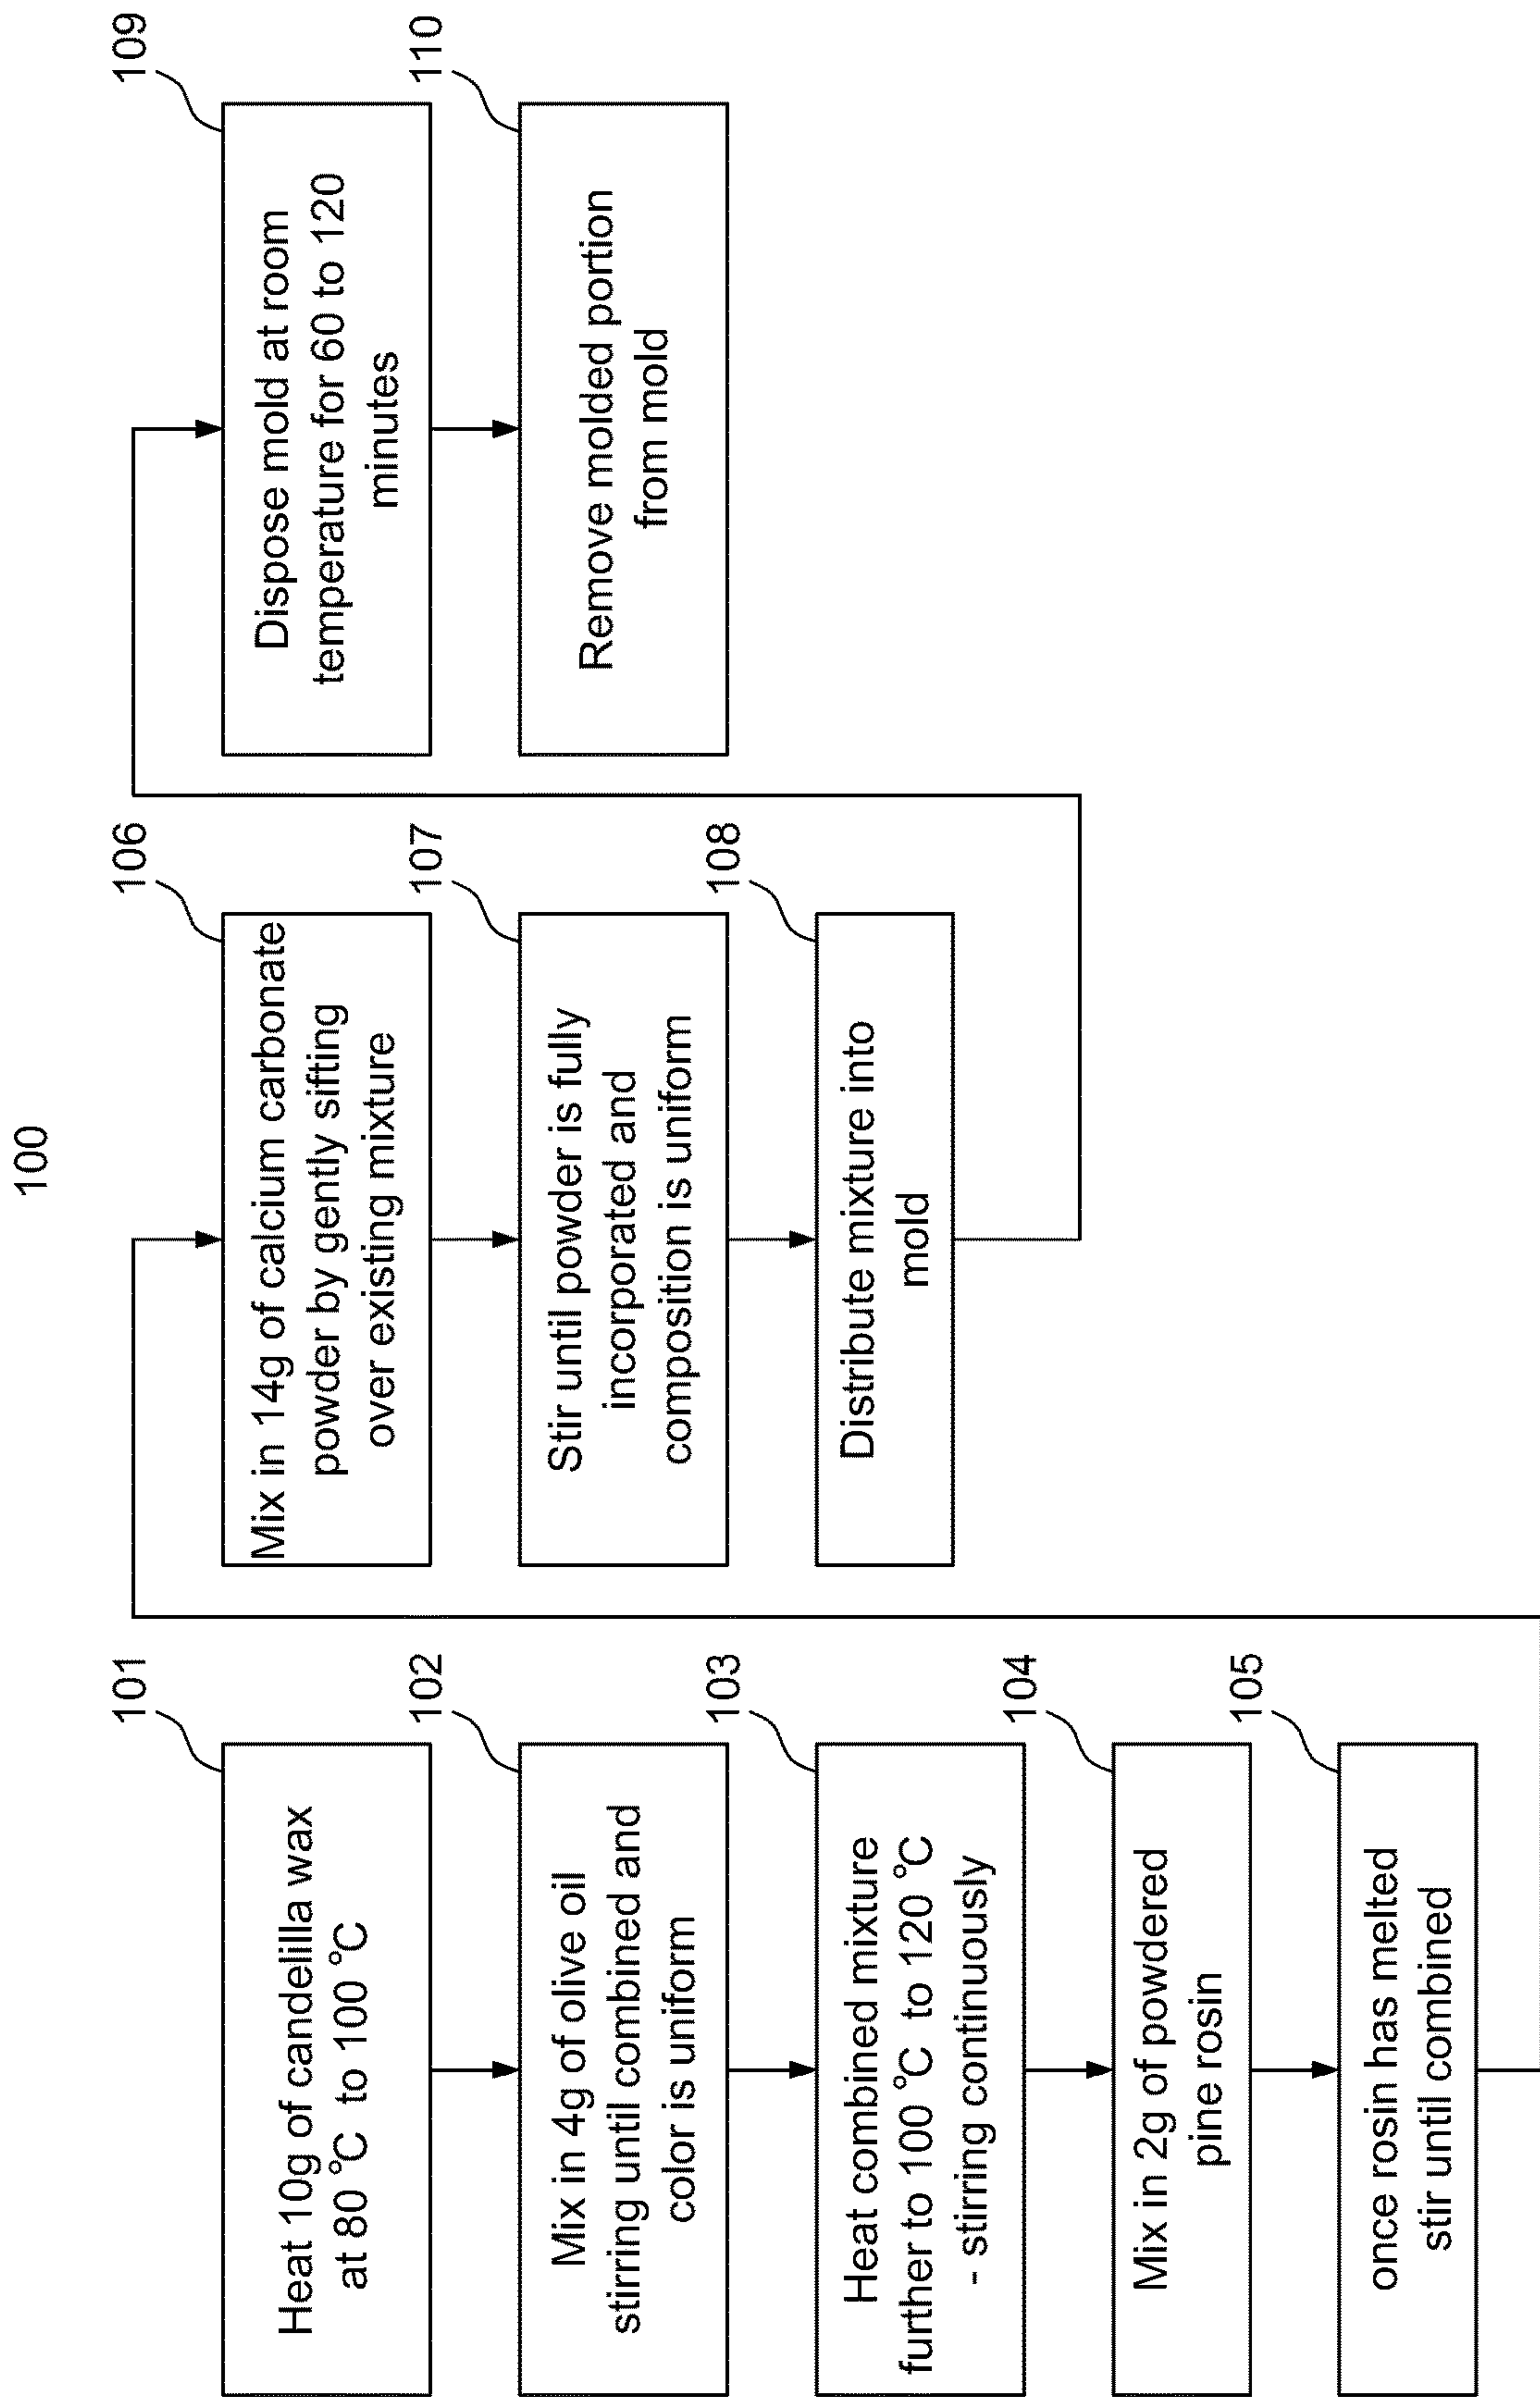 100
101
Heat 10g of candelilla wax
at 80 °C to 100 °C
102
Mix in 4g of olive oil
stirring until combined and
color is uniform
103
Heat combined mixture
further to 100 °C to 120 °C
- stirring continuously
104
Mix in 2g of powdered
pine rosin
105
once rosin has melted
stir until combined
106
Mix in 14g of calcium carbonate
powder by gently sifting
over existing mixture
107
Stir until powder is fully
incorporated and
composition is uniform
108
Distribute mixture into
mold
109
Dispose mold at room
temperature for 60 to 120
minutes
110
Remove molded portion
from mold